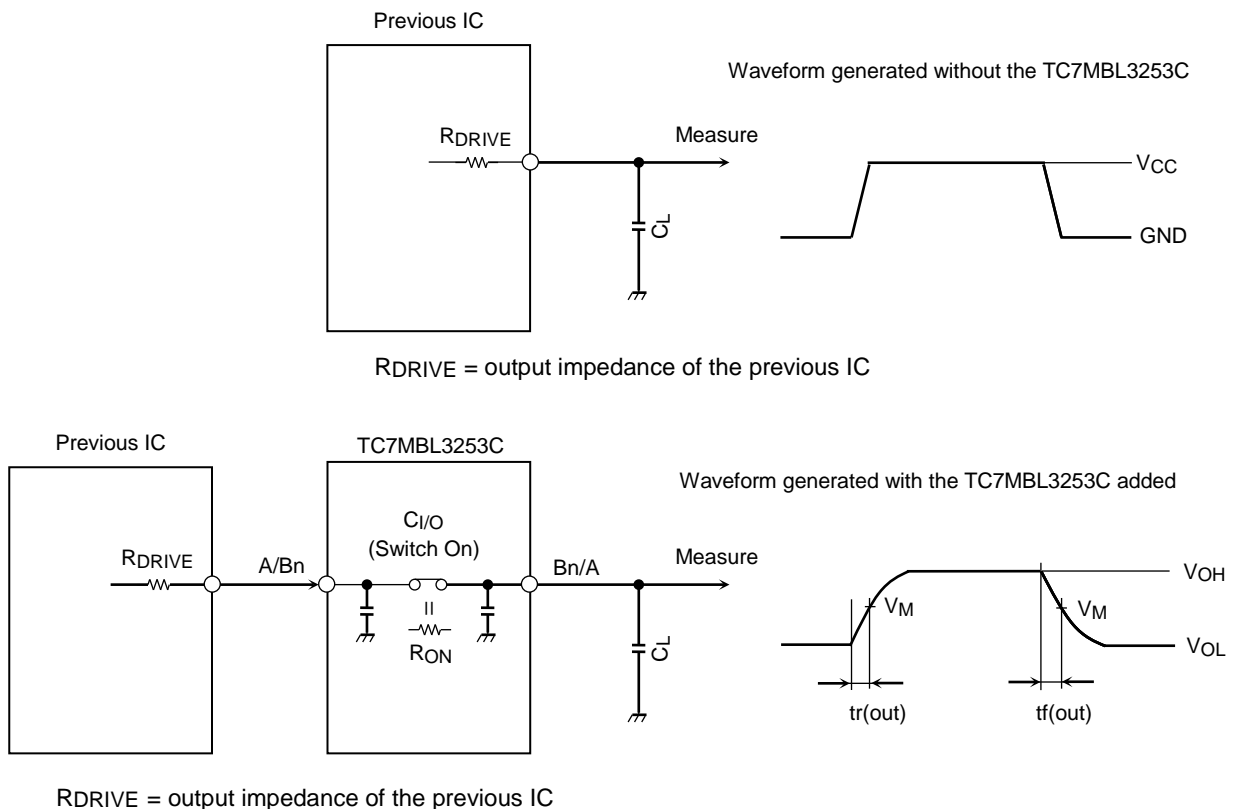 Previous IC
Waveform generated without the TC7MBL3253C
RDRIVE
Measure
VCC
CL
GND
RDRIVE = output impedance of the previous IC
Previous IC
TC7MBL3253C
Waveform generated with the TC7MBL3253C added
CI/O
(Switch On)
RDRIVE
A/Bn
Bn/A
Measure
VOH
VM
VM
=
RON
CL
VOL
tr(out)
tf(out)
RDRIVE = output impedance of the previous IC